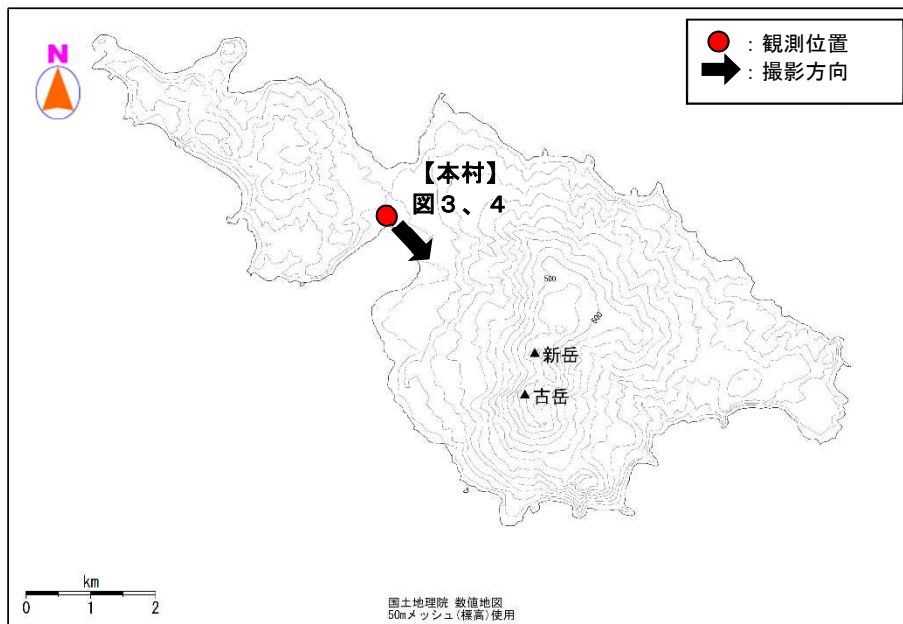 N
：観測位置
：撮影方向
【本村】
図３、４
500
500
▲新岳
▲古岳
km
0 1 2
国土地理院 数値地図
50mメッシュ(標高)使用